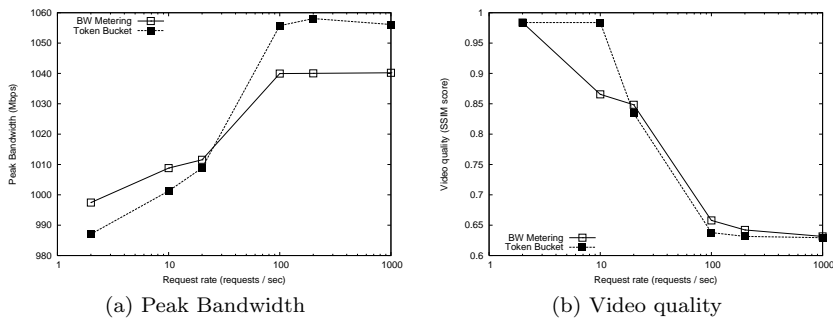 1060
1050
1040
1030
1020
1010
1000
990
980
Peak Bandwidth (Mbps)
BW Metering
Token Bucket
1
10
100
1000
Request rate (requests / sec)
(a) Peak Bandwidth
1
0.95
0.9
0.85
0.8
0.75
0.7
0.65
0.6
Video quality (SSIM score)
BW Metering
Token Bucket
1
10
100
1000
Request rate (requests / sec)
(b) Video quality